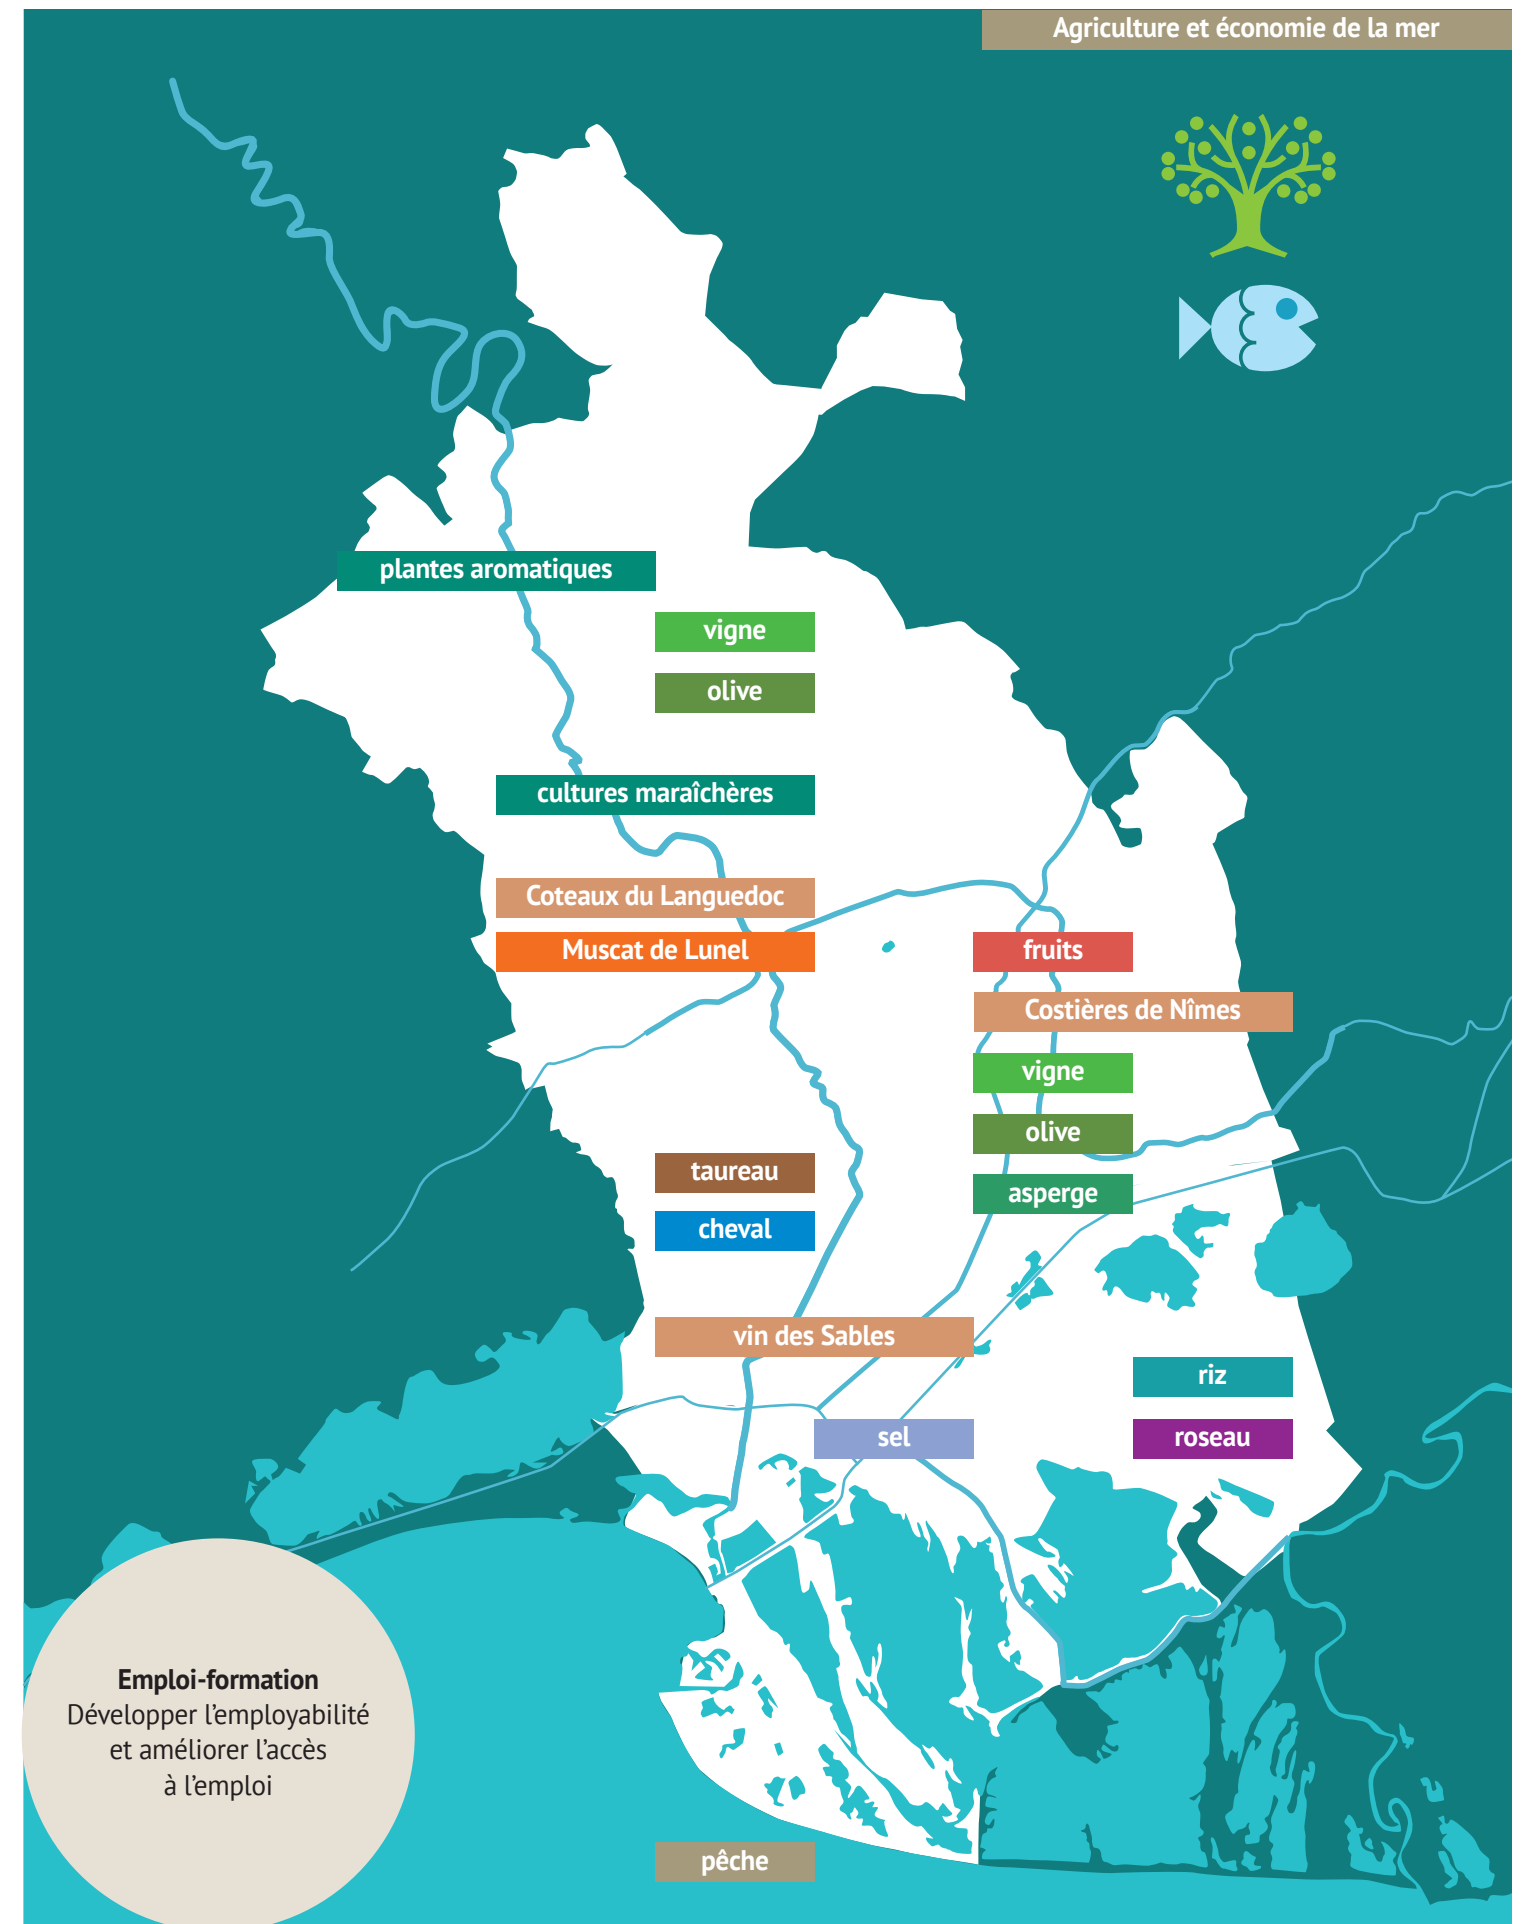 Agriculture et économie de la mer
plantes aromatiques
vigne
olive
cultures maraîchères
Coteaux du Languedoc
Muscat de Lunel
fruits
Costières de Nîmes
vigne
olive
asperge
taureau
cheval
vin des Sables
riz
sel
roseau
Emploi-formation
Développer l’employabilité
et améliorer l’accès
à l’emploi
pêche